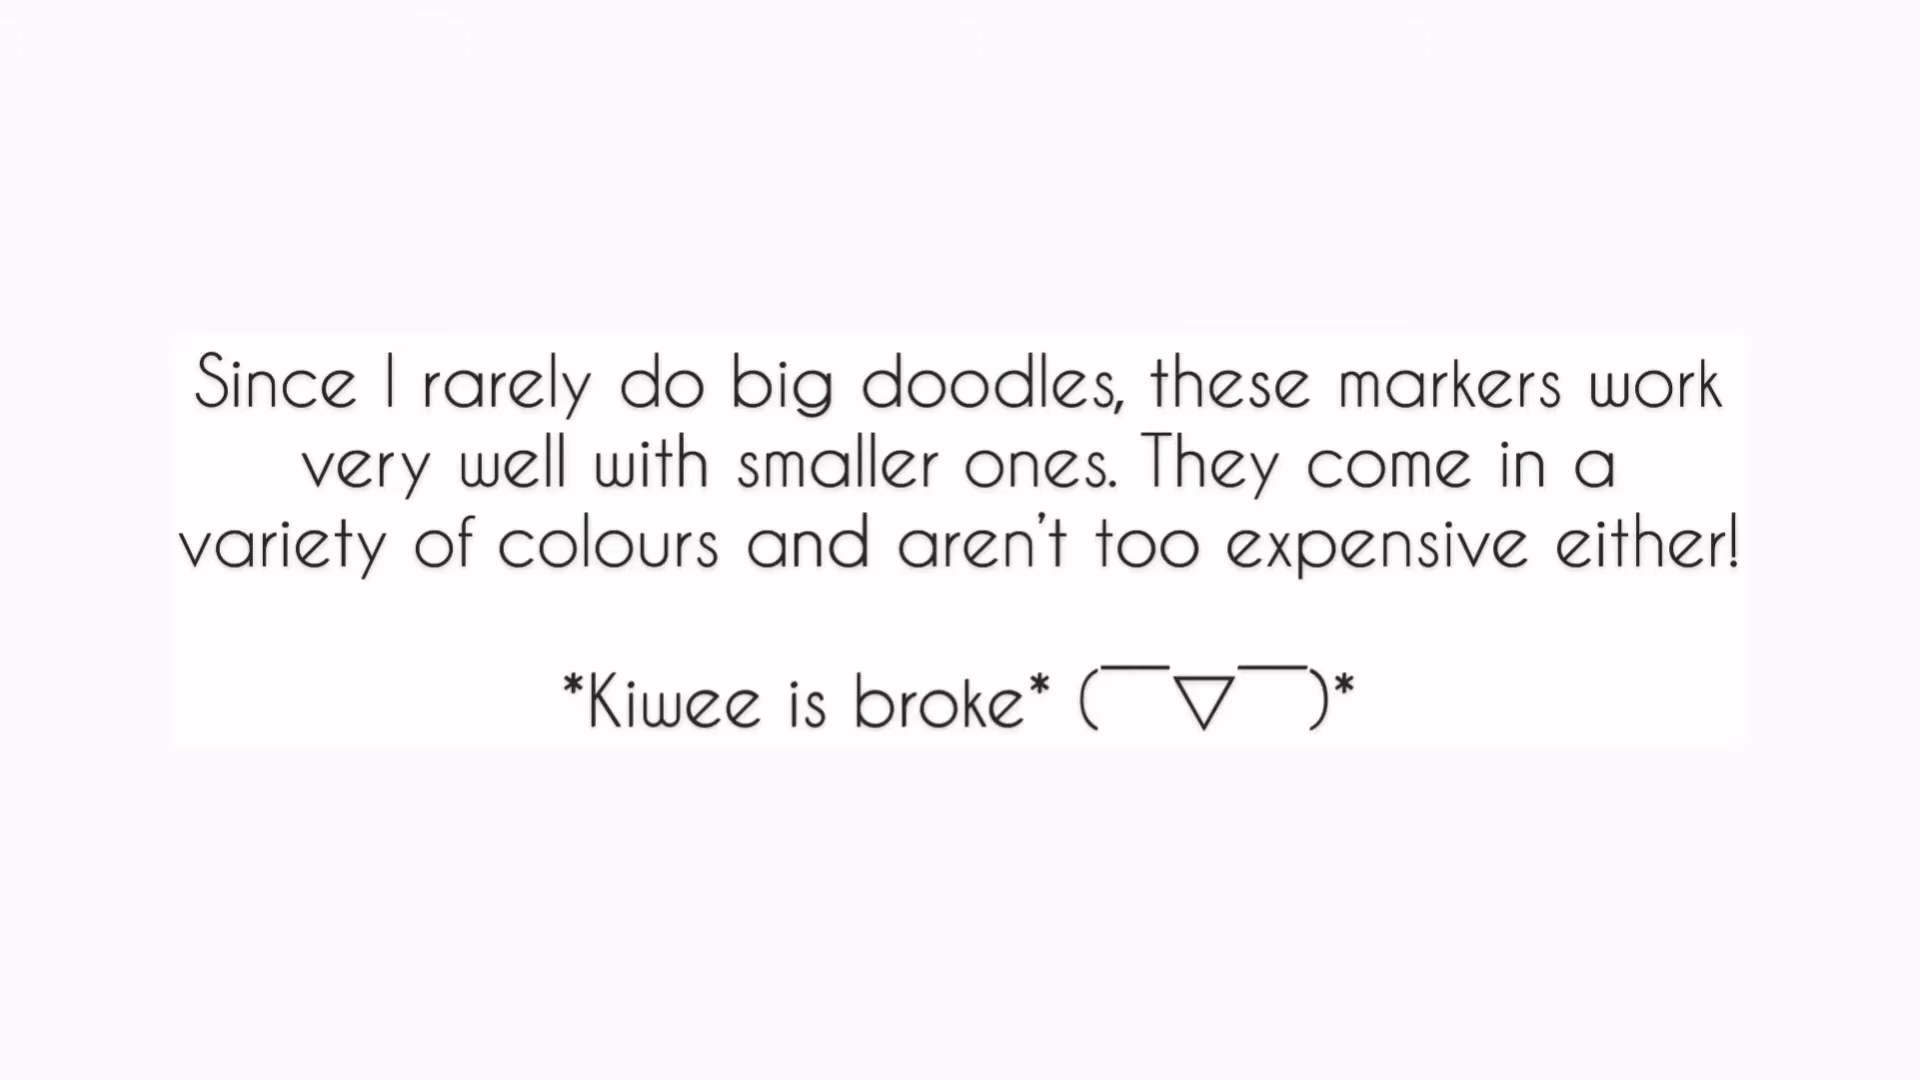 Since I rarely do big doodles, these markers work
very well with smaller ones. They come in a
variety of colours and aren't too expensive either!
*Kiwee is broke* (￣▽￣)*